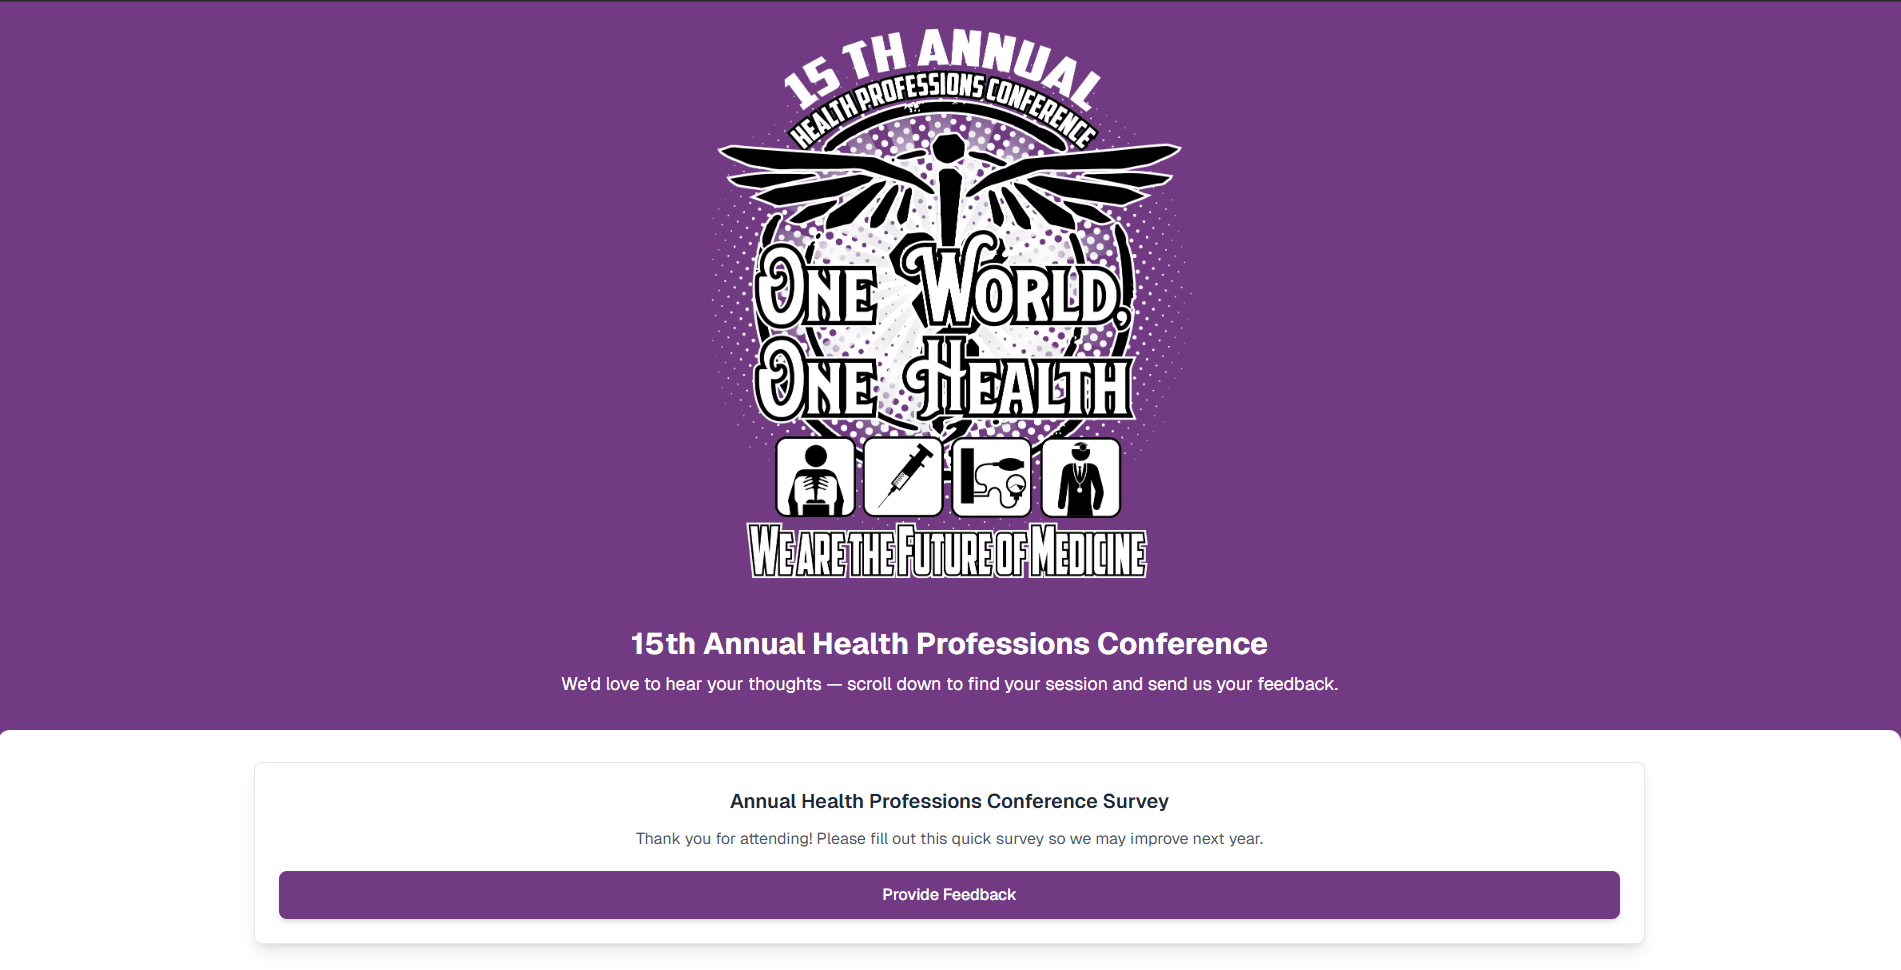 15 TH ANNUAL
HEALTH PROFESSIONS CONFERENCE
ONE WORLD,
ONE HEALTH
WE ARE THE FUTURE OF MEDICINE
15th Annual Health Professions Conference
We'd love to hear your thoughts — scroll down to find your session and send us your feedback.
Annual Health Professions Conference Survey
Thank you for attending! Please fill out this quick survey so we may improve next year.
Provide Feedback